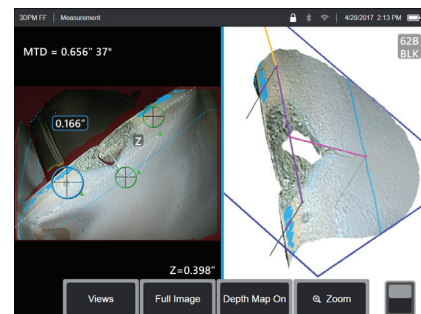 3DPM FF | Measurement
4/28/2017 2:13 PM
MTD = 0.656" 37°
62B
BLK
0.166"
Z
Z=0.398"
Views
Full Image
Depth Map On
Zoom